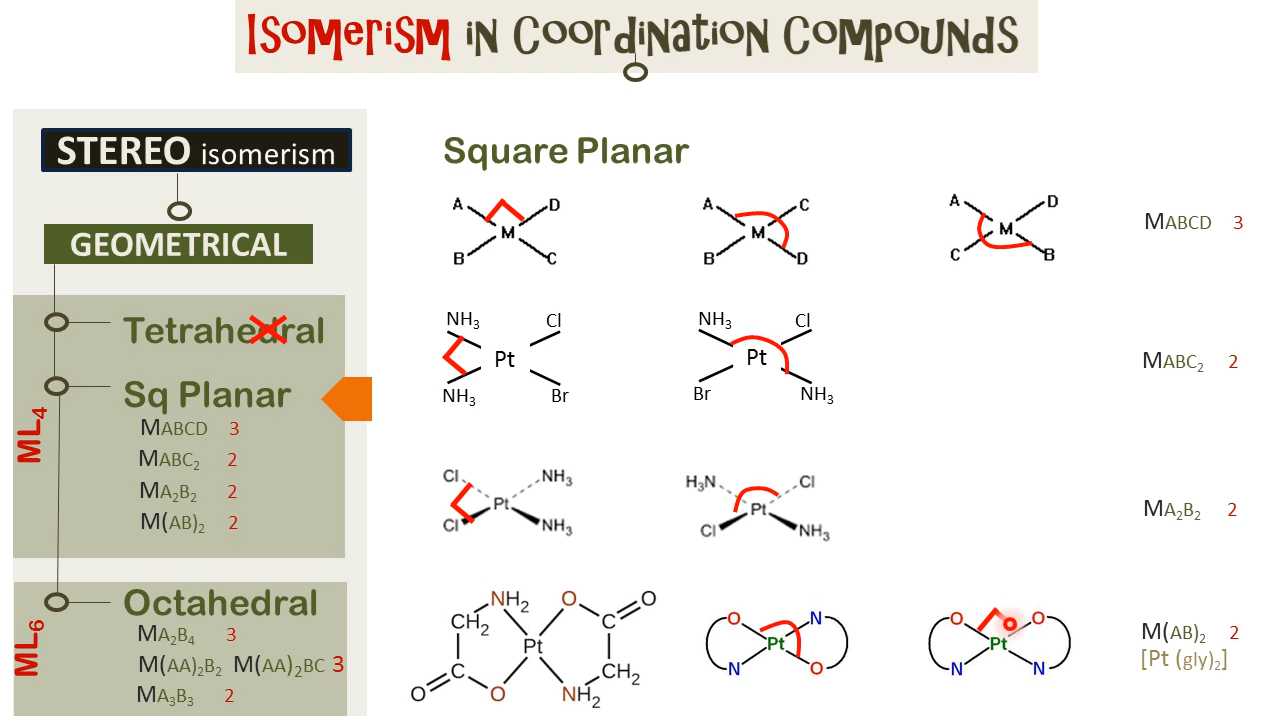 ISOMERISM IN COORDINATION COMPOUNDS
STEREO isomerism
GEOMETRICAL
Tetrahedral
Sq Planar
ML4
MABCD 3
MABC2 2
MA2B2 2
M(AB)2 2
Octahedral
ML6
MA2B4 3
M(AA)2B2 M(AA)2BC 3
MA3B3 2
Square Planar
A D
M
B C
A C
M
B D
A D
M
C B
MABCD 3
NH3 Cl
Pt
NH3 Br
NH3 Cl
Pt
Br NH3
MABC2 2
Cl NH3
Pt
Cl NH3
H3N Cl
Pt
Cl NH3
MA2B2 2
NH2 O O
CH2 C
Pt
C CH2
O O NH2
O N
Pt
N O
O O
Pt
N N
M(AB)2 2
[Pt (gly)2]